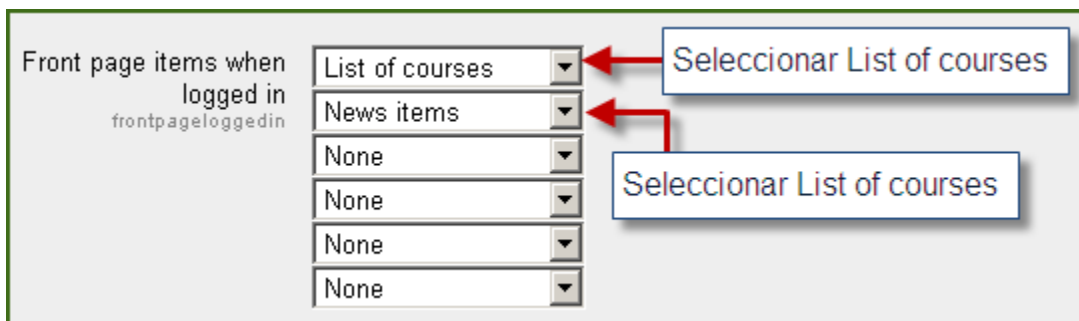 Front page items when
logged in
frontpageloggedin
List of courses
News items
None
None
None
None
Seleccionar List of courses
Seleccionar List of courses